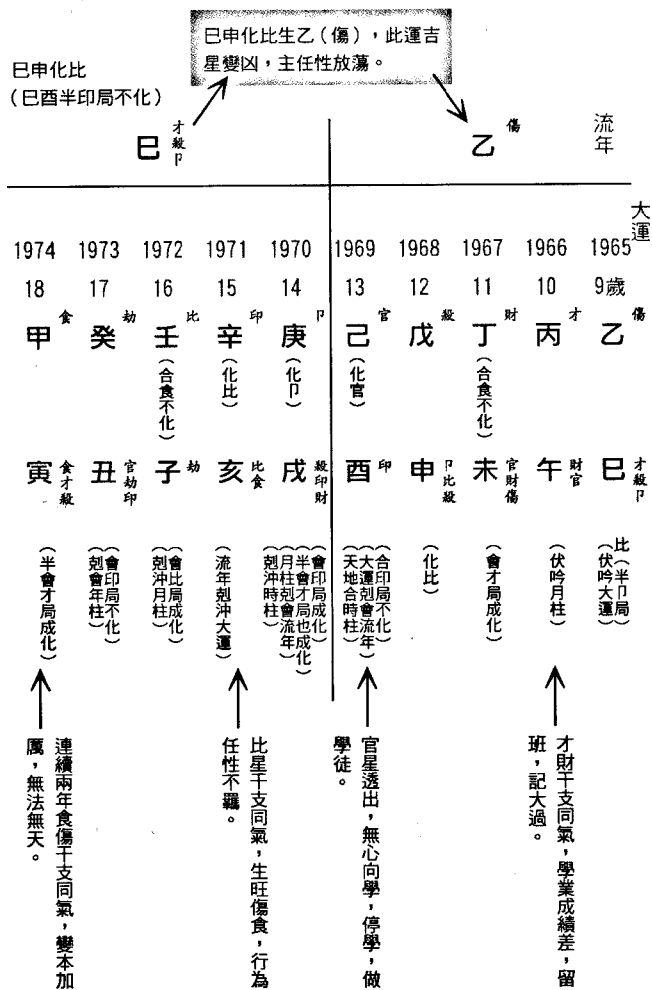 巳申化比生乙（傷），此運吉
星變凶，主任性放蕩。
巳申化比
（巳酉半印局不化）
流年
乙 傷
巳 才殺卩
大運
1965
9歲
乙 傷
巳 才殺卩
比（半卩局）
（伏吟大運）
1966
10
丙 才
午 財官
（伏吟月柱）
1967
11
丁 財
（合食不化）
未 官財傷
（會才局成化）
1968
12
戊 殺
申 卩比殺
（化比）
1969
13
己 官
（化官）
酉 印
（合印局不化）
（大運剋會流年）
（天地合時柱）
1970
14
庚 卩
（化卩）
戌 殺印財
（會印局成化）
（半會才局也成化）
（月柱剋會流年）
（剋沖時柱）
1971
15
辛 印
（化比）
亥 比食
（流年剋沖大運）
1972
16
壬 比
（合食不化）
子 劫
（會比局成化）
（剋沖月柱）
1973
17
癸 劫
丑 官劫印
（會印局不化）
（剋會年柱）
1974
18
甲 食
寅 食才殺
（半會才局成化）
才財干支同氣，學業成績差，留
班，記大過。
官星透出，無心向學，停學，做
學徒。
比星干支同氣，生旺傷食，行為
任性不羈。
連續兩年食傷干支同氣，變本加
厲，無法無天。